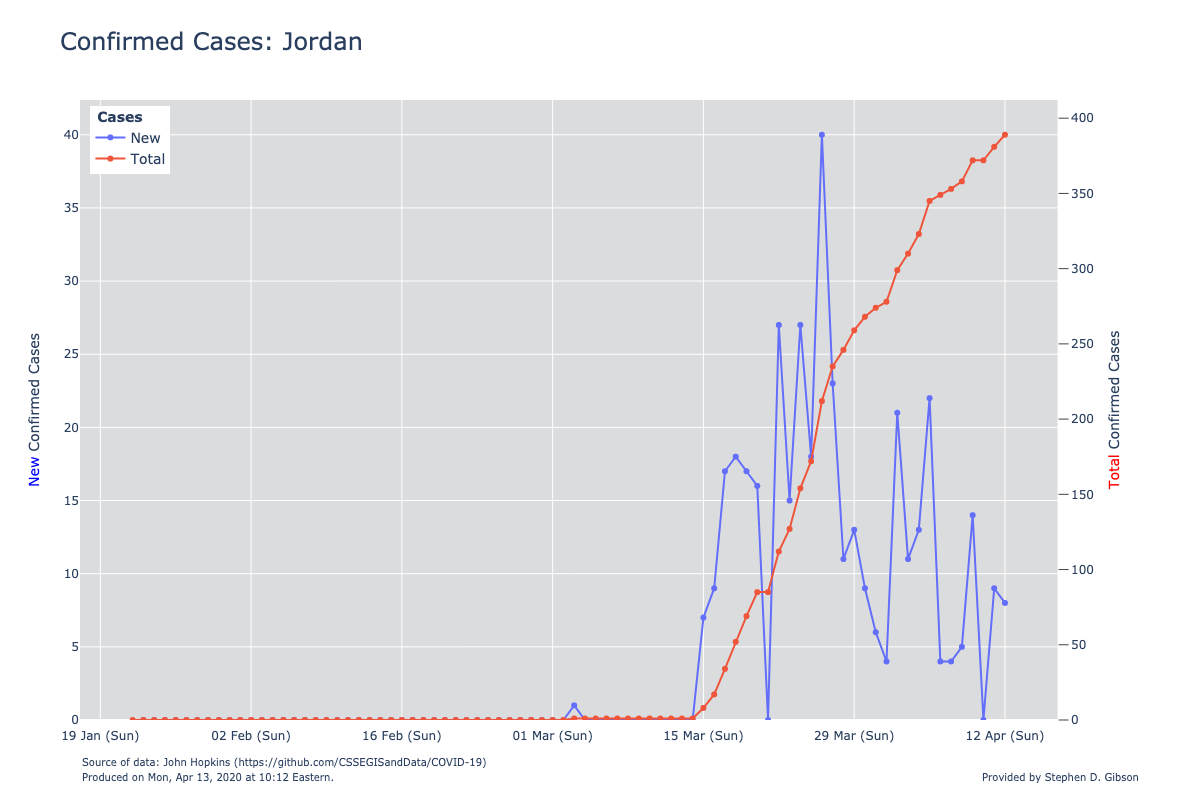 Confirmed Cases: Jordan
Cases
New
Total
40
35
30
25
20
15
10
5
0
400
350
300
250
200
150
100
50
0
New Confirmed Cases
Total Confirmed Cases
19 Jan (Sun) 02 Feb (Sun) 16 Feb (Sun) 01 Mar (Sun) 15 Mar (Sun) 29 Mar (Sun) 12 Apr (Sun)
Source of data: John Hopkins (https://github.com/CSSEGISandData/COVID-19)
Produced on Mon, Apr 13, 2020 at 10:12 Eastern.
Provided by Stephen D. Gibson